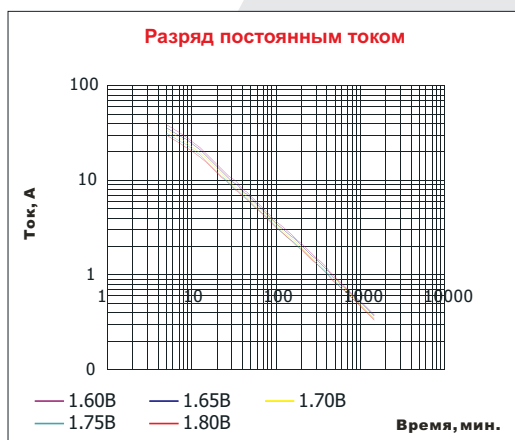 Разряд постоянным током
100
10
1
0
1 10 100 1000 10000
Ток, А
1.60В 1.65В 1.70В
1.75В 1.80В
Время, мин.